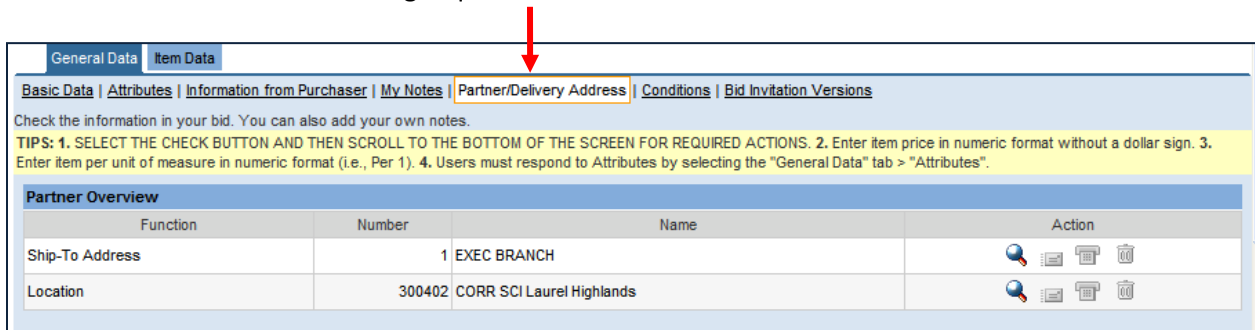 General Data Item Data
Basic Data | Attributes | Information from Purchaser | My Notes | Partner/Delivery Address | Conditions | Bid Invitation Versions
Check the information in your bid. You can also add your own notes.
TIPS: 1. SELECT THE CHECK BUTTON AND THEN SCROLL TO THE BOTTOM OF THE SCREEN FOR REQUIRED ACTIONS. 2. Enter item price in numeric format without a dollar sign. 3.
Enter item per unit of measure in numeric format (i.e., Per 1). 4. Users must respond to Attributes by selecting the "General Data" tab > "Attributes".
Partner Overview
Function Number Name Action
Ship-To Address 1 EXEC BRANCH
Location 300402 CORR SCI Laurel Highlands